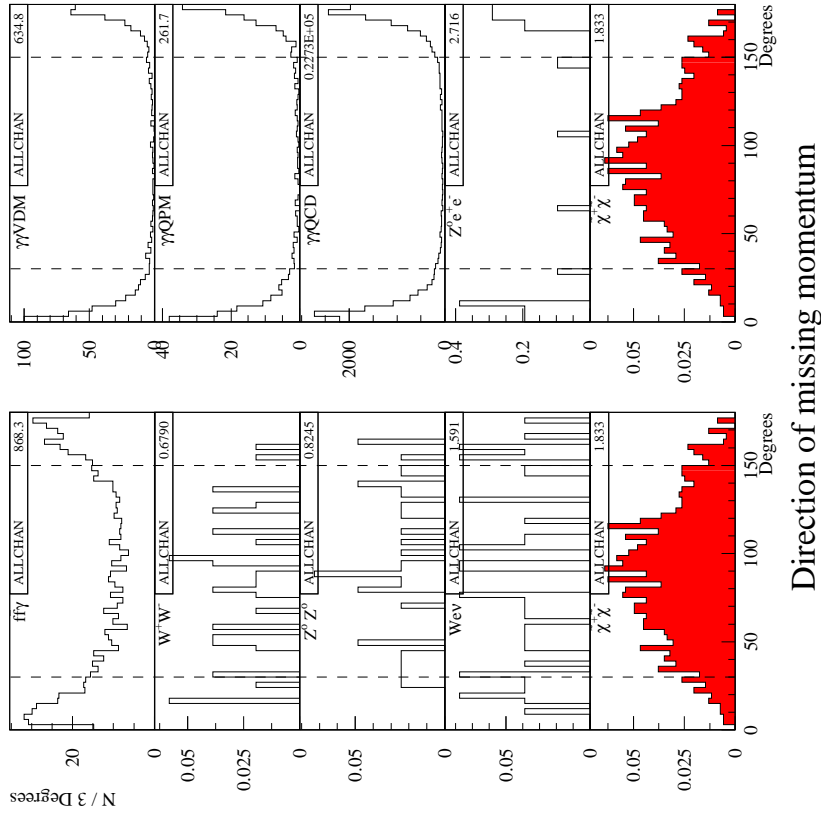 N / 3 Degrees
ffγ
ALLCHAN 868.3
20
0
W⁺W⁻
ALLCHAN 0.6790
0.05
0
Z⁰ Z⁰
ALLCHAN 0.8245
0.05
0
Weν
ALLCHAN 1.591
0.05
0
χ̃⁺χ̃⁻
ALLCHAN 1.833
0.05
0.025
0
0 50 100 150
Degrees
γγVDM
ALLCHAN 634.8
100
50
0
γγQPM
ALLCHAN 261.7
40
20
0
γγQCD
ALLCHAN 0.2273E+05
2000
0
Z⁰e⁺e⁻
ALLCHAN 2.716
0.4
0.2
0
χ̃⁺χ̃⁻
ALLCHAN 1.833
0.05
0.025
0
0 50 100 150
Degrees
Direction of missing momentum